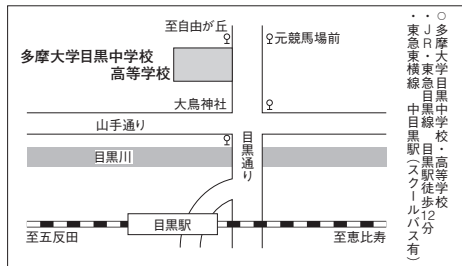 至自由が丘
元競馬場前
多摩大学目黒中学校
高等学校
大鳥神社
山手通り
目黒通り
目黒川
目黒駅
至五反田
至恵比寿
○多摩大学目黒中学校・高等学校
・JR・東急目黒線 目黒駅徒歩12分
・東急東横線 中目黒駅(スクールバス有)